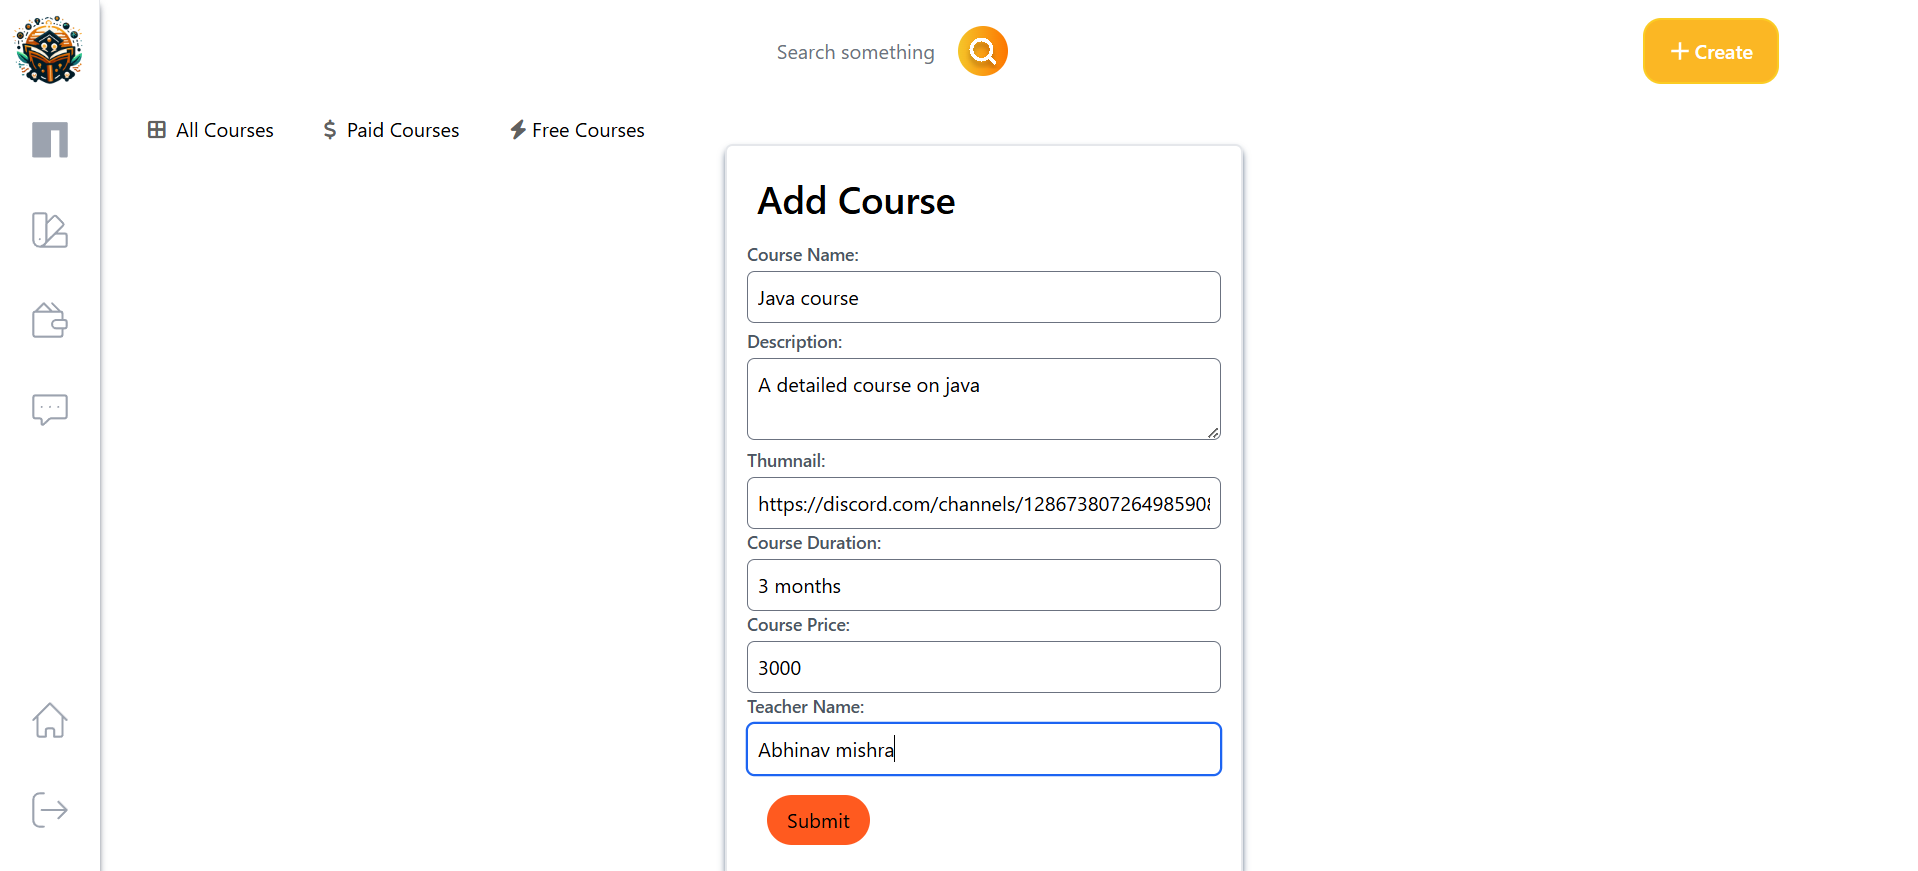 Search something
+ Create
All Courses
Paid Courses
Free Courses
Add Course
Course Name:
Java course
Description:
A detailed course on java
Thumnail:
https://discord.com/channels/128673807264985908
Course Duration:
3 months
Course Price:
3000
Teacher Name:
Abhinav mishra
Submit